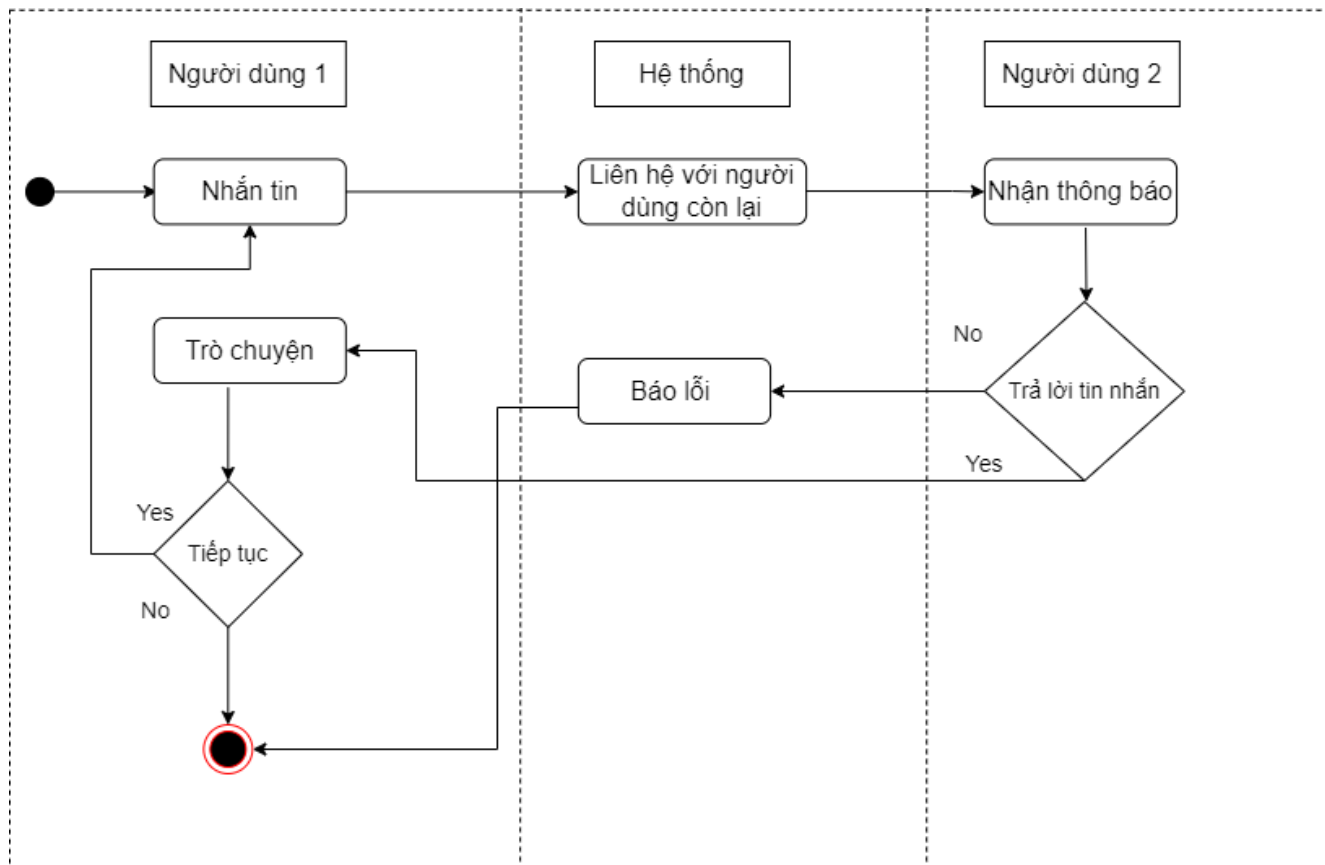 Người dùng 1
Hệ thống
Người dùng 2
Nhắn tin
Liên hệ với người
dùng còn lại
Nhận thông báo
No
Trò chuyện
Báo lỗi
Trả lời tin nhắn
Yes
Yes
Tiếp tục
No